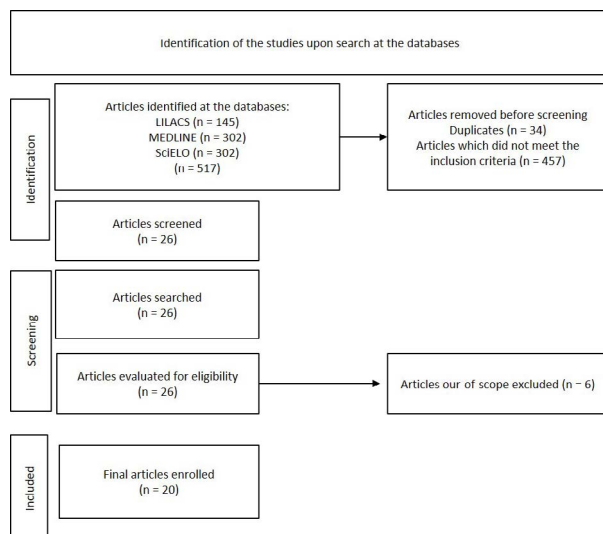 Identification of the studies upon search at the databases
Identification
Articles identified at the databases:
LILACS (n = 145)
MEDLINE (n = 302)
SciELO (n = 302)
(n = 517)
Articles removed before screening
Duplicates (n = 34)
Articles which did not meet the
inclusion criteria (n = 457)
Articles screened
(n = 26)
Screening
Articles searched
(n = 26)
Articles evaluated for eligibility
(n = 26)
Articles our of scope excluded (n − 6)
Included
Final articles enrolled
(n = 20)